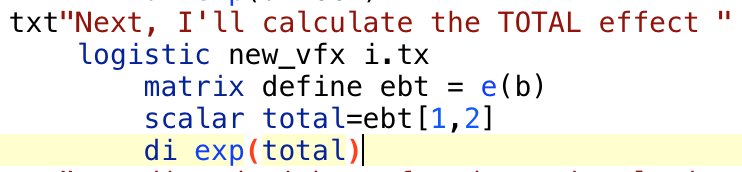 txt"Next, I'll calculate the TOTAL effect "
logistic new_vfx i.tx
matrix define ebt = e(b)
scalar total=ebt[1,2]
di exp(total)